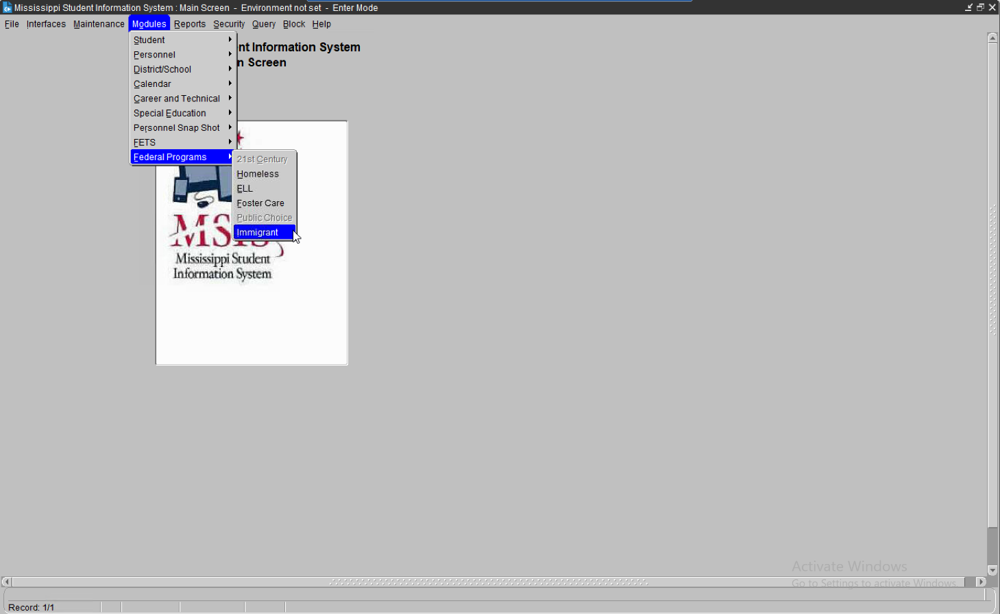 Mississippi Student Information System : Main Screen - Environment not set - Enter Mode
File Interfaces Maintenance Modules Reports Security Query Block Help
Student
Personnel
District/School
Calendar
Career and Technical
Special Education
Personnel Snap Shot
FETS
Federal Programs
nt Information System
n Screen
21st Century
Homeless
ELL
Foster Care
Public Choice
Immigrant
MSIS
Mississippi Student
Information System
Activate Windows
Go to Settings to activate Windows.
Record: 1/1